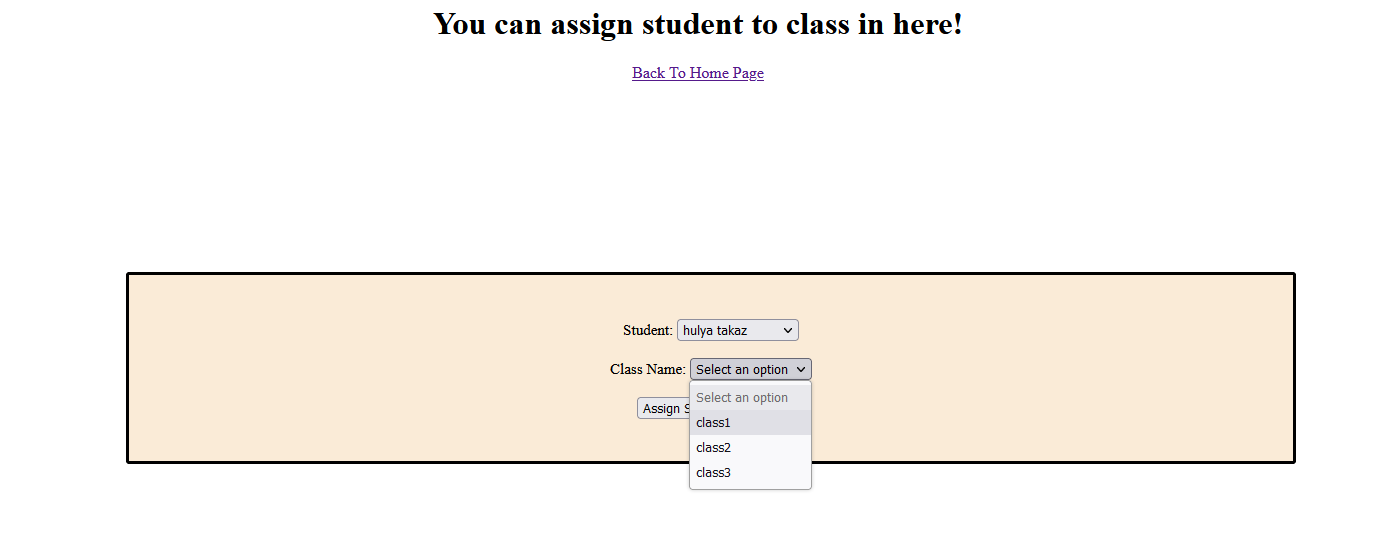 You can assign student to class in here!
Back To Home Page
Student: hulya takaz
Class Name: Select an option
Select an option
Assign S
class1
class2
class3